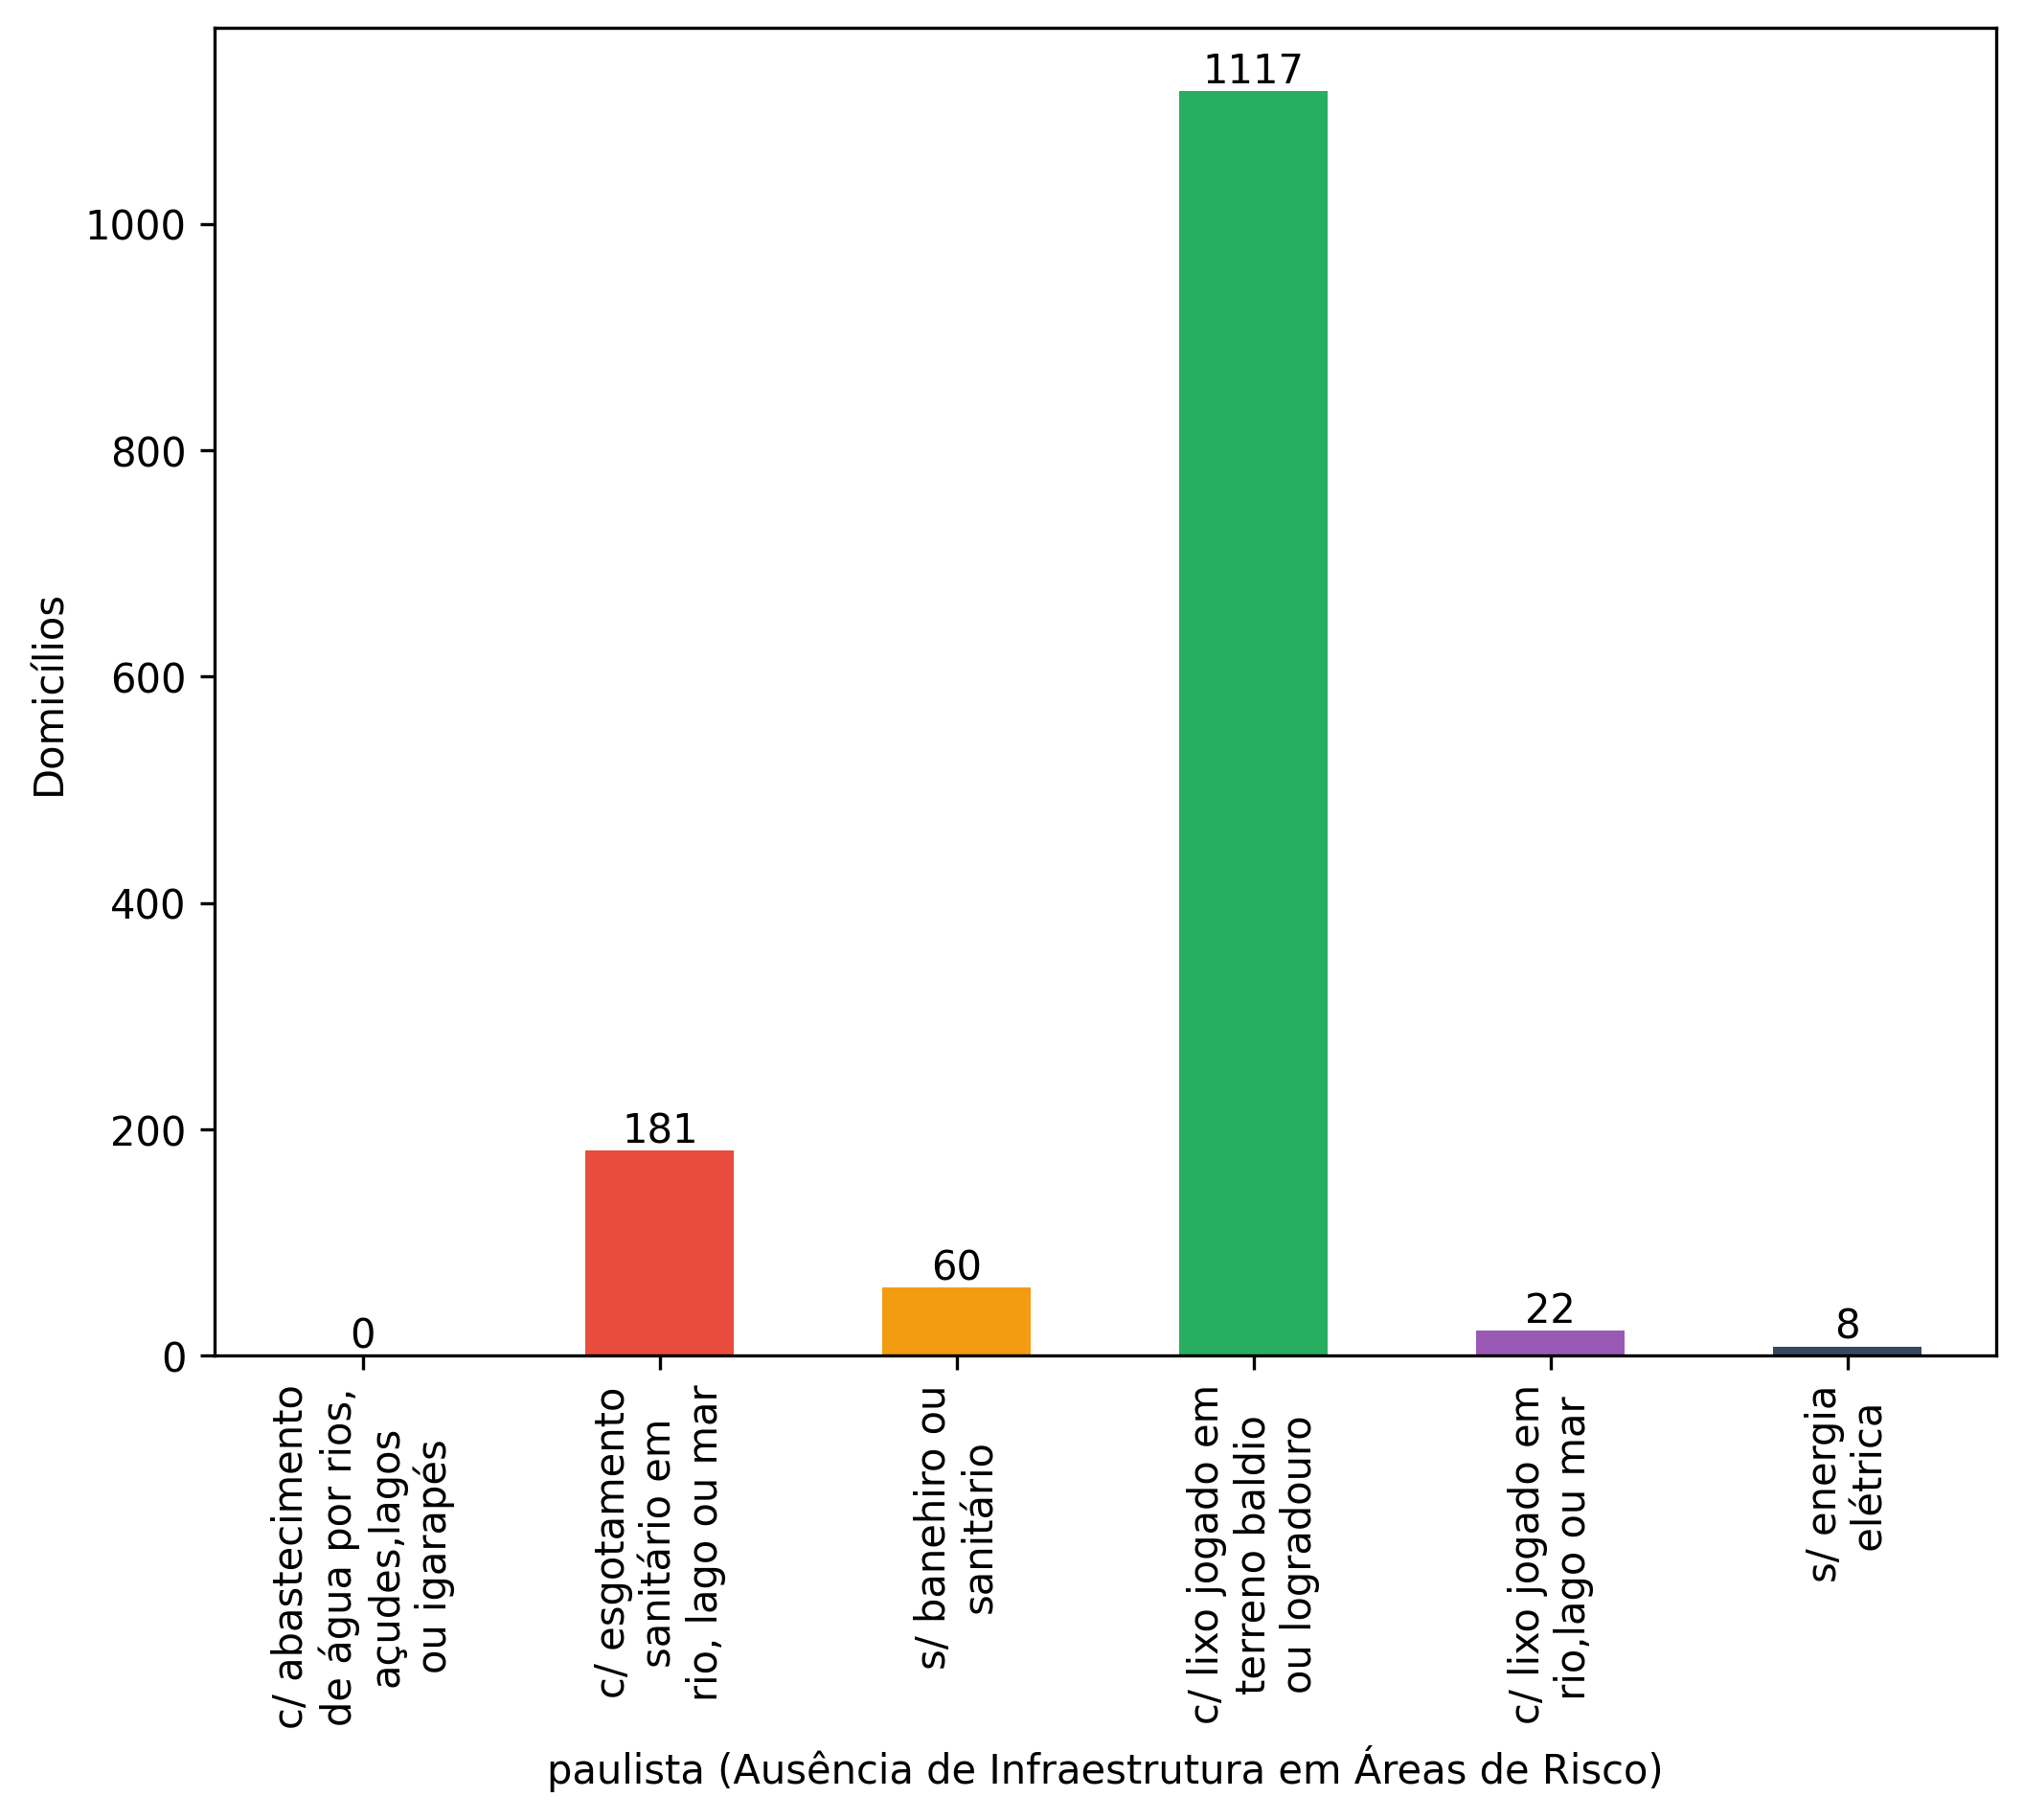 Domicílios
1000
800
600
400
200
0
0
181
60
1117
22
8
c/ abastecimento
de água por rios,
açudes,lagos
ou igarapés
c/ esgotamento
sanitário em
rio, lago ou mar
s/ banehiro ou
sanitário
c/ lixo jogado em
terreno baldio
ou logradouro
c/ lixo jogado em
rio,lago ou mar
s/ energia
elétrica
paulista (Ausência de Infraestrutura em Áreas de Risco)